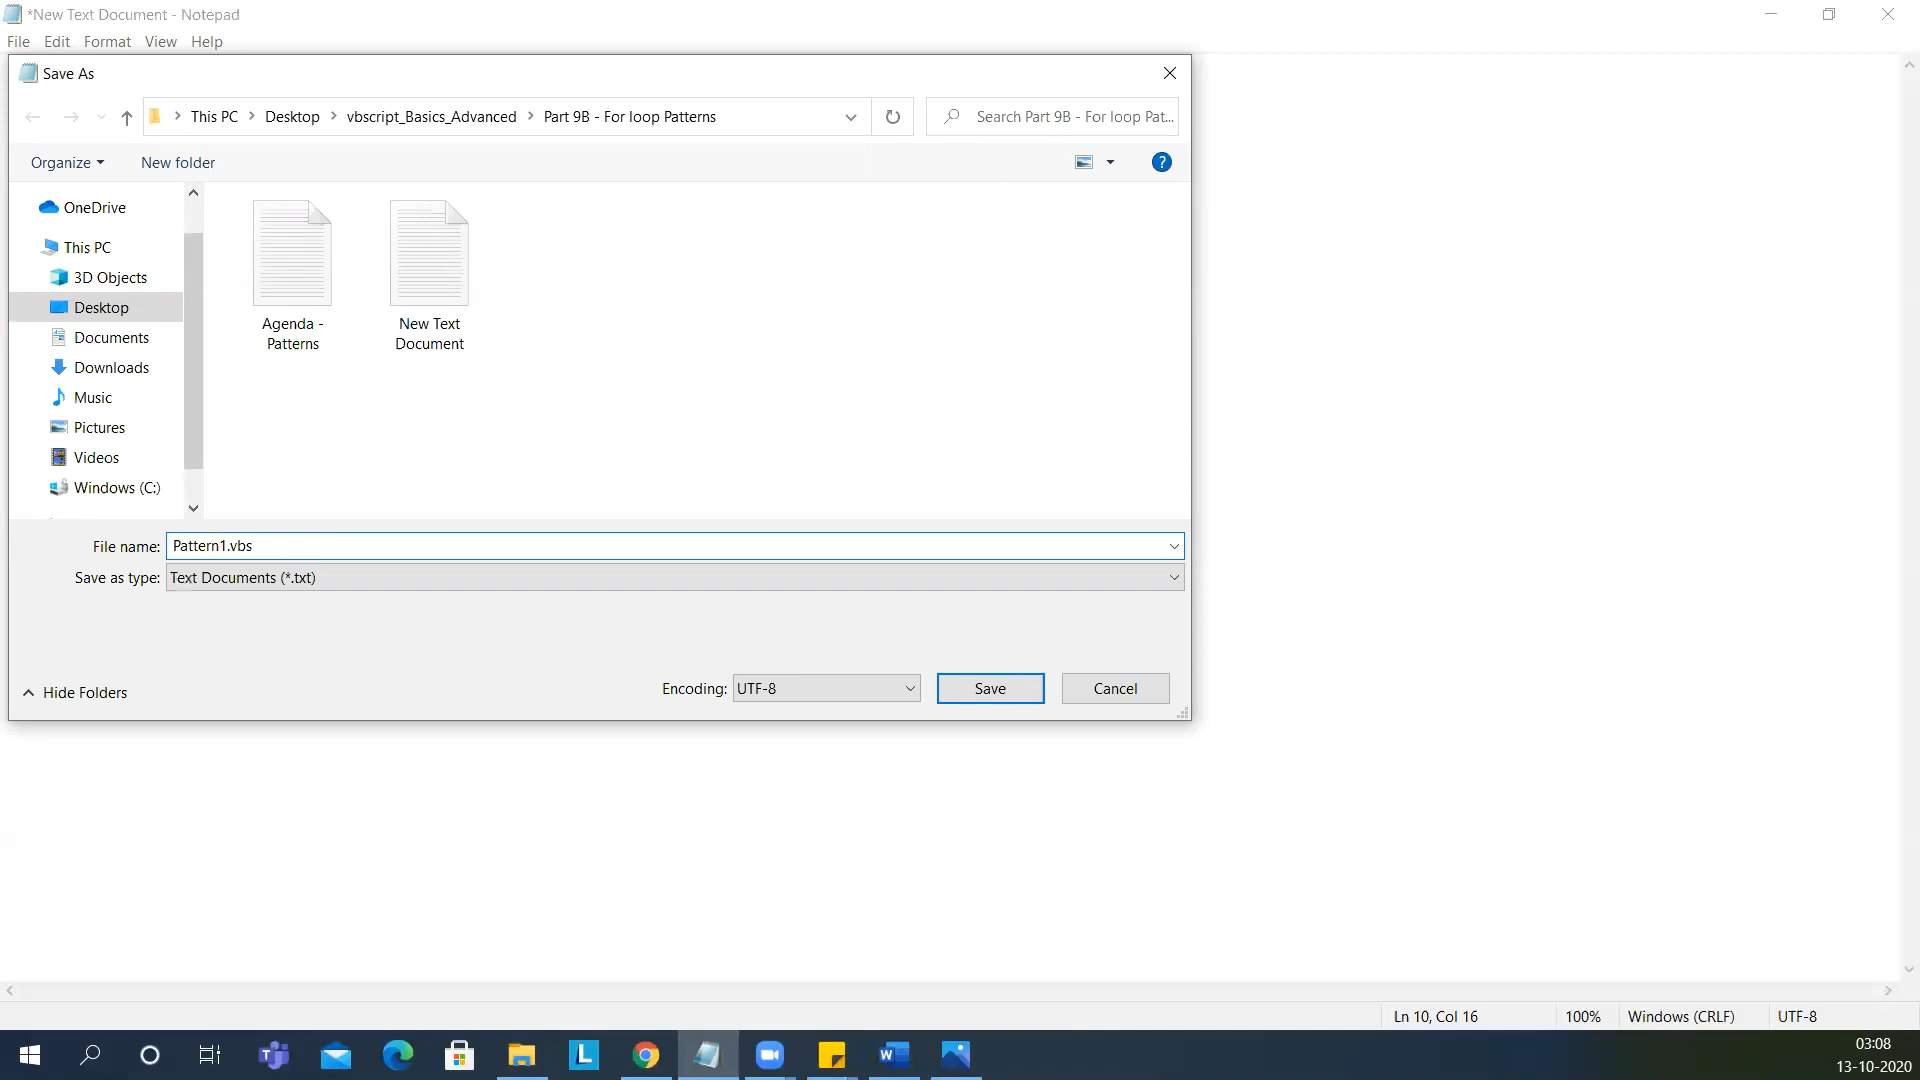 *New Text Document - Notepad
File Edit Format View Help
Save As
This PC Desktop vbscript_Basics_Advanced Part 9B - For loop Patterns
Search Part 9B - For loop Pat...
Organize New folder
OneDrive
This PC
3D Objects
Desktop
Documents
Downloads
Music
Pictures
Videos
Windows (C:)
Agenda -
Patterns
New Text
Document
File name: Pattern1.vbs
Save as type: Text Documents (*.txt)
Hide Folders Encoding: UTF-8 Save Cancel
Ln 10, Col 16 100% Windows (CRLF) UTF-8
03:08
13-10-2020